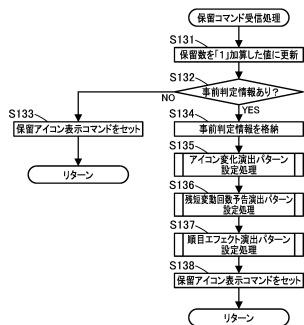 保留コマンド受信処理
S131
保留数を「1」加算した値に更新
S132
事前判定情報あり？
NO
YES
S133
保留アイコン表示コマンドをセット
リターン
S134
事前判定情報を格納
S135
アイコン変化演出パターン
設定処理
S136
残短変動回数予告演出パターン
設定処理
S137
順目エフェクト演出パターン
設定処理
S138
保留アイコン表示コマンドをセット
リターン